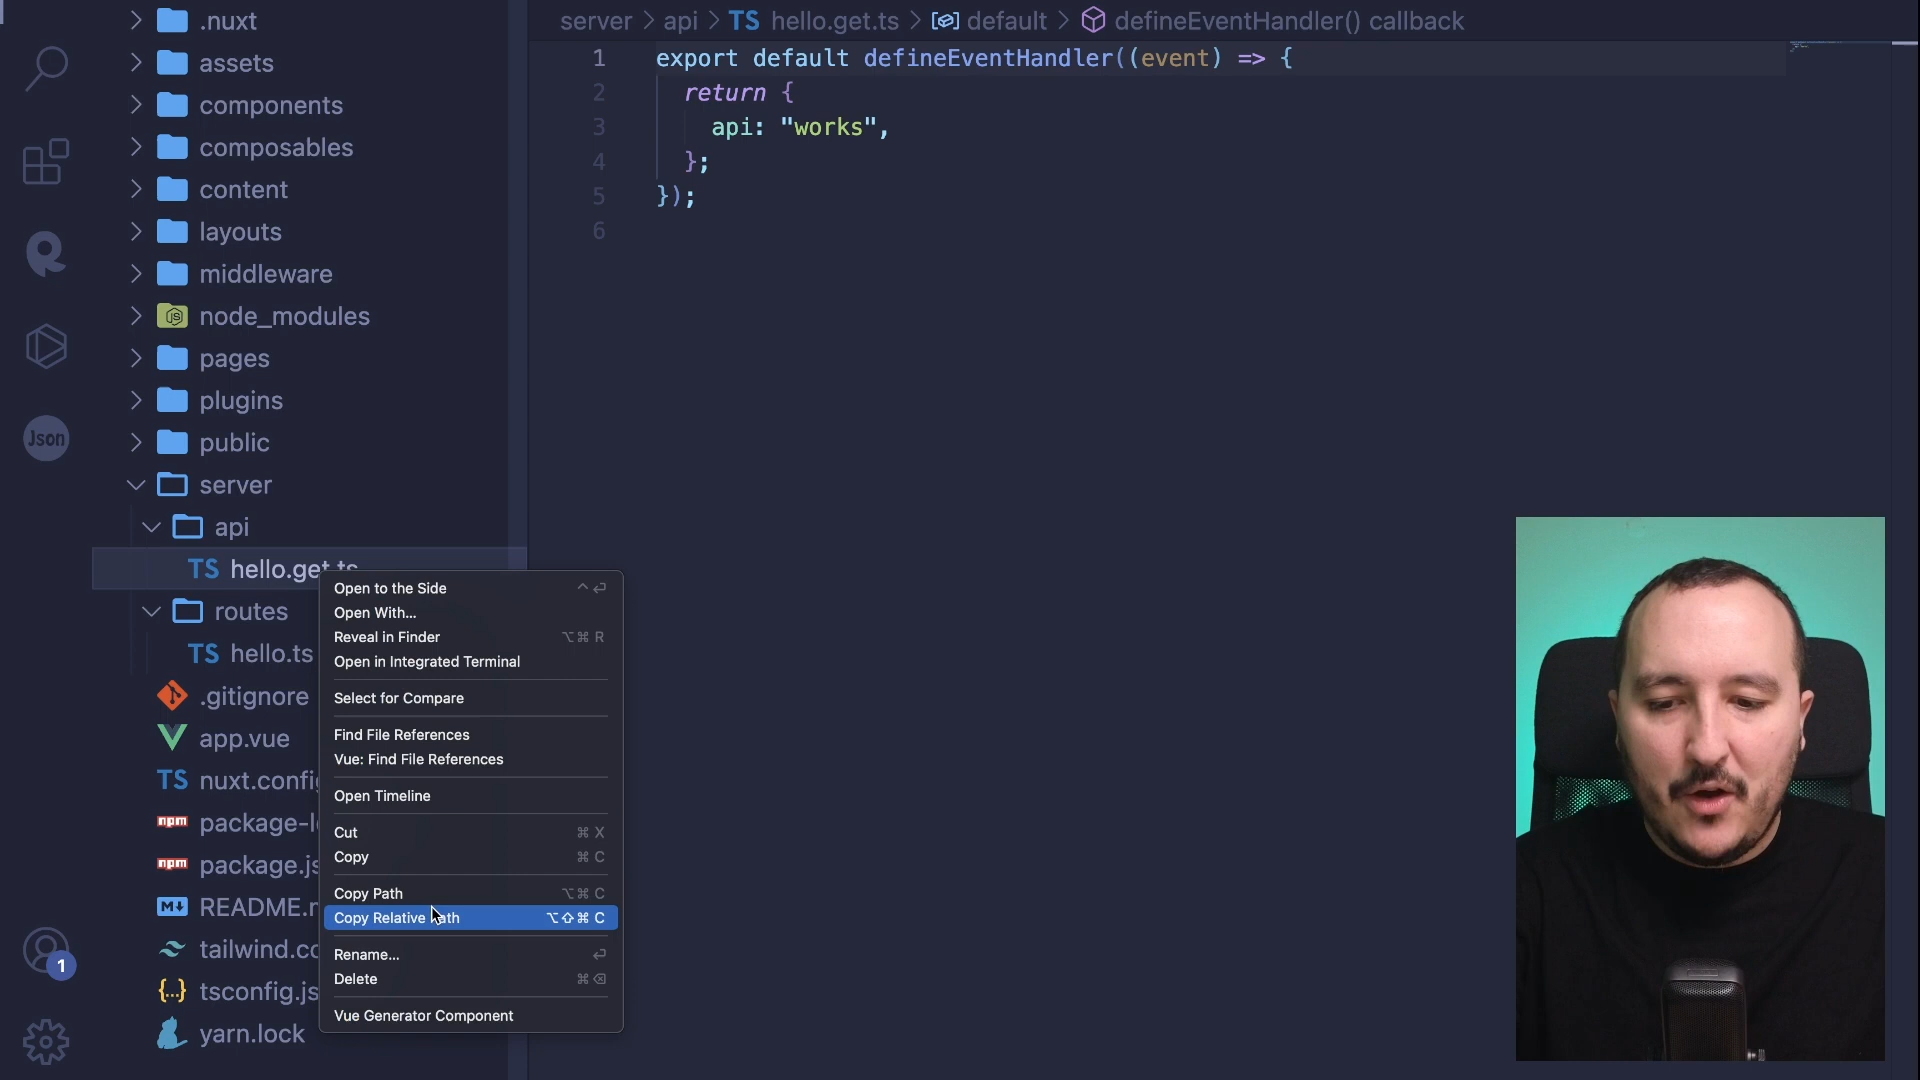 .nuxt
assets
components
composables
content
layouts
middleware
JS node_modules
pages
plugins
public
server
api
TS hello.get.ts
routes
TS hello.ts
.gitignore
app.vue
TS nuxt.confi
npm package-l
npm package.js
M↓ README.m
tailwind.co
{...} tsconfig.js
yarn.lock
Json
1
server > api > TS hello.get.ts > default > defineEventHandler() callback
1 export default defineEventHandler((event) => {
2 return {
3 api: "works",
4 };
5 });
6
Open to the Side ^ ⏎
Open With...
Reveal in Finder ⌥⌘ R
Open in Integrated Terminal
Select for Compare
Find File References
Vue: Find File References
Open Timeline
Cut ⌘ X
Copy ⌘ C
Copy Path ⌥⌘ C
Copy Relative Path ⌥⇧⌘ C
Rename... ⏎
Delete ⌘ ⌫
Vue Generator Component